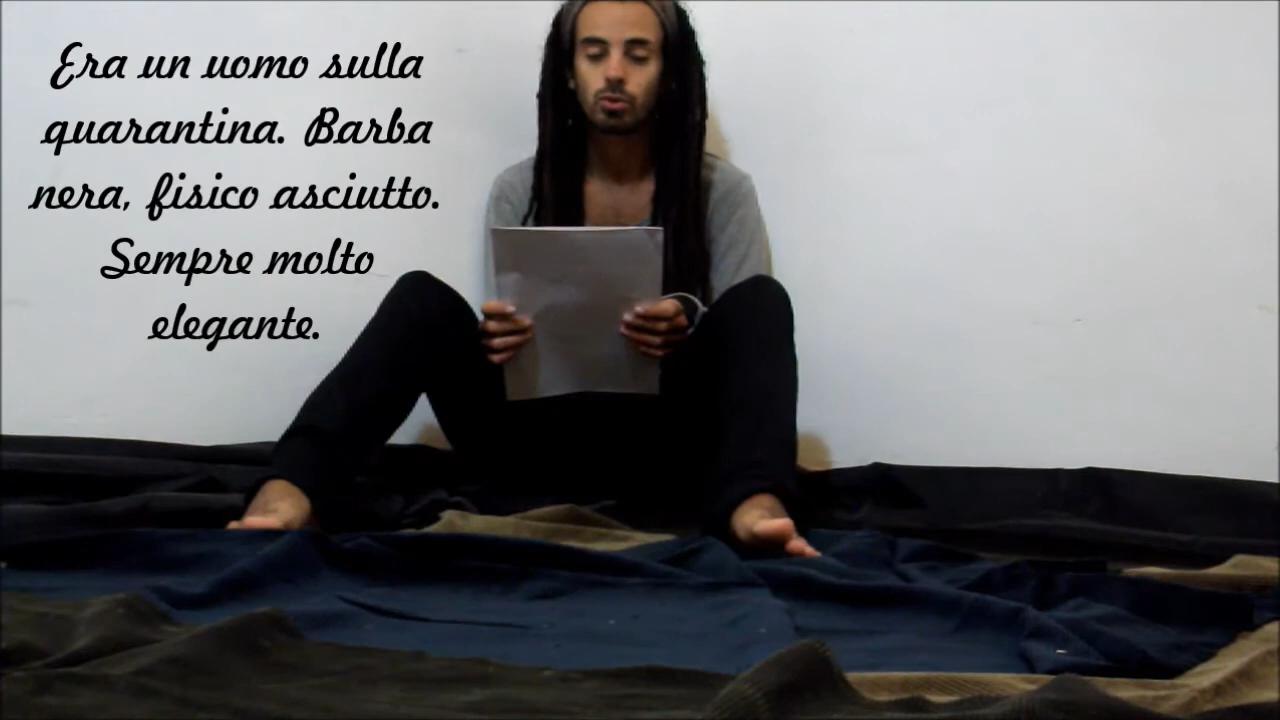 Era un uomo sulla
quarantina. Barba
nera, fisico asciutto.
Sempre molto
elegante.